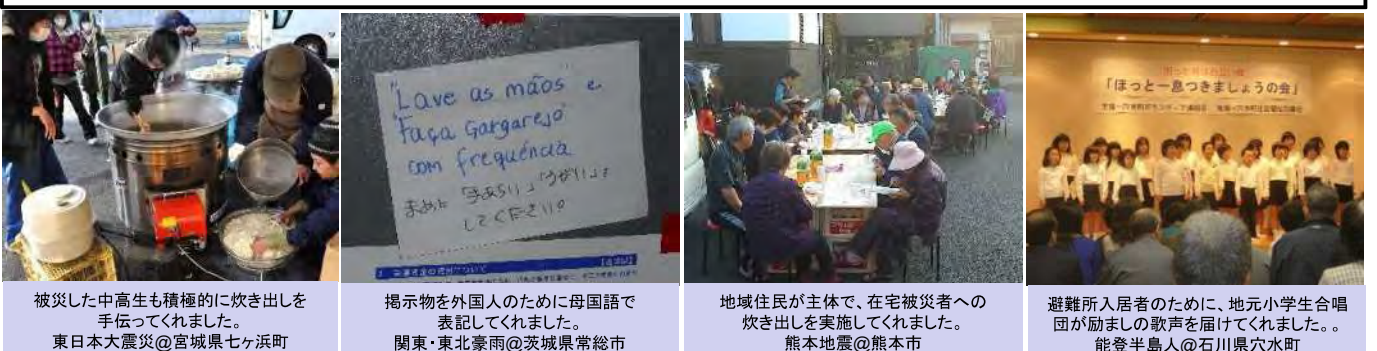 "Lave as mãos" e
"Faça Gargarejo"
com frequência
まめに「手あらい」「うがい」を
してください。
「ほっと一息つきましょうの会」
被災した中高生も積極的に炊き出しを
手伝ってくれました。
東日本大震災@宮城県七ヶ浜町
掲示物を外国人のために母国語で
表記してくれました。
関東・東北豪雨@茨城県常総市
地域住民が主体で、在宅被災者への
炊き出しを実施してくれました。
熊本地震@熊本市
避難所入居者のために、地元小学生合唱
団が励ましの歌声を届けてくれました。。
能登半島人@石川県穴水町